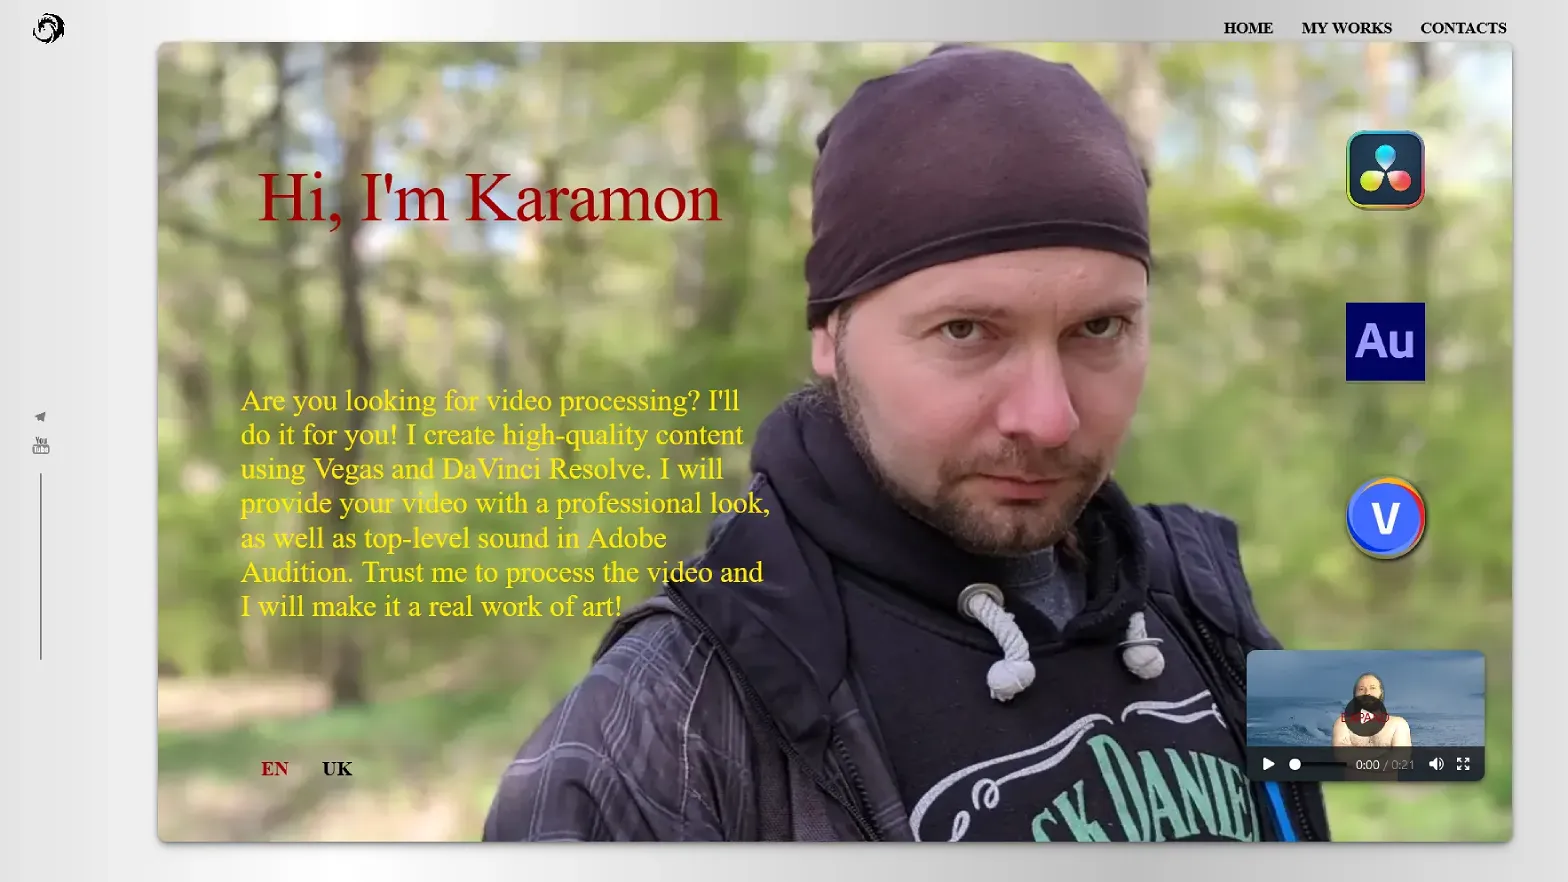 HOME MY WORKS CONTACTS
Hi, I'm Karamon
Au
You
Tube
Are you looking for video processing? I'll
do it for you! I create high-quality content
using Vegas and DaVinci Resolve. I will
provide your video with a professional look,
as well as top-level sound in Adobe
Audition. Trust me to process the video and
I will make it a real work of art!
V
DANIE
0:00 / 0:21
EN UK